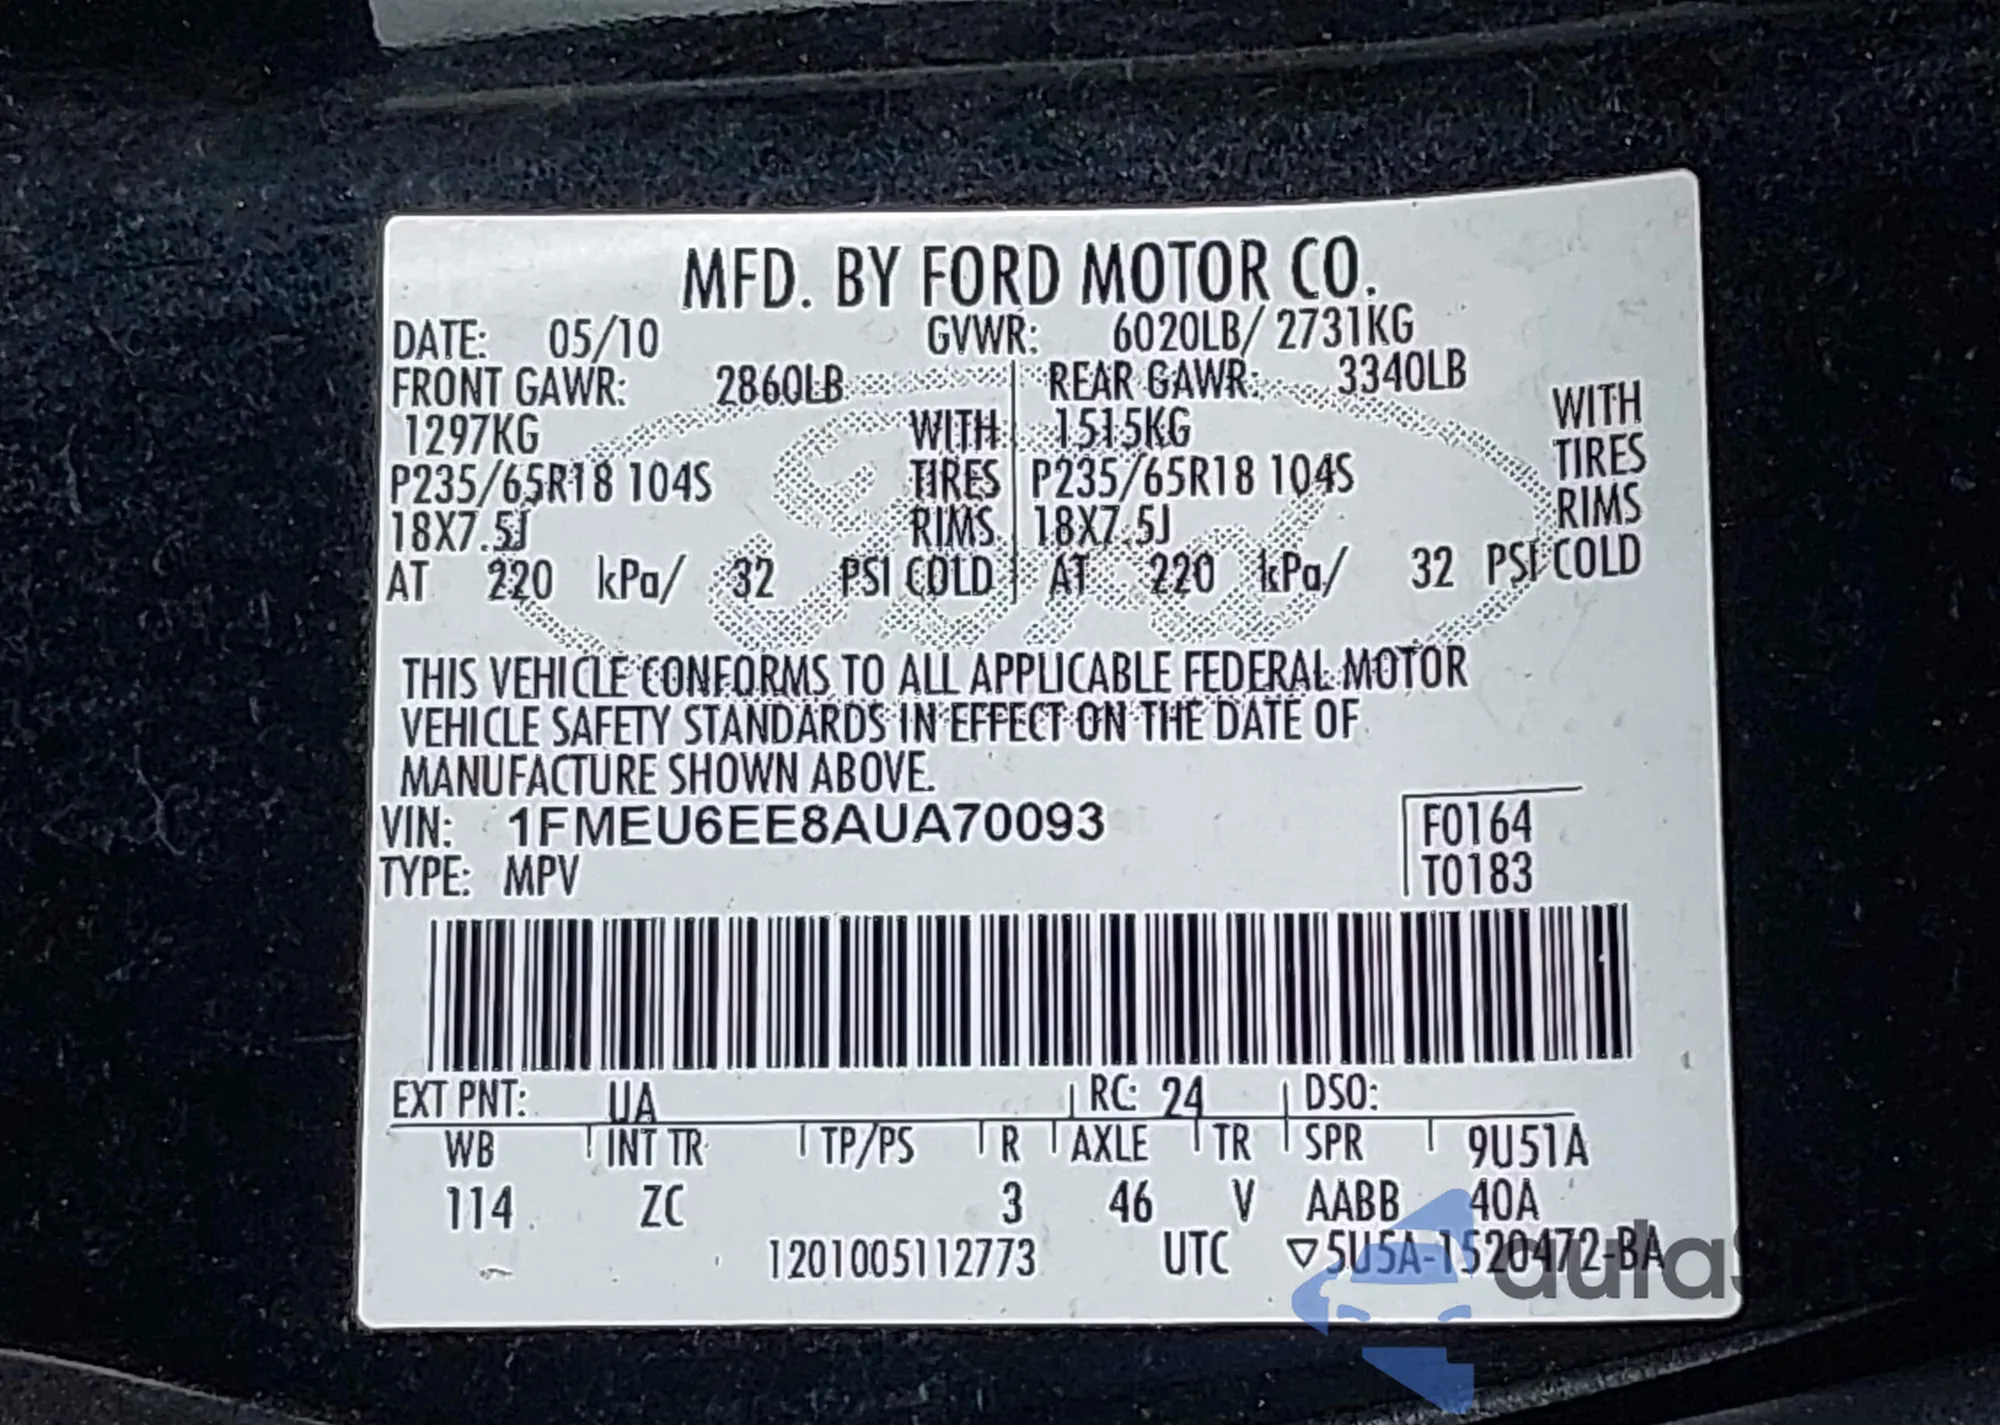 MFD. BY FORD MOTOR CO.
DATE: 05/10 GVWR: 6020LB/ 2731KG
FRONT GAWR: 2860LB REAR GAWR: 3340LB
1297KG WITH 1515KG WITH
P235/65R18 104S TIRES P235/65R18 104S TIRES
18X7.5J RIMS 18X7.5J RIMS
AT 220 kPa/ 32 PSI COLD AT 220 kPa/ 32 PSI COLD
THIS VEHICLE CONFORMS TO ALL APPLICABLE FEDERAL MOTOR
VEHICLE SAFETY STANDARDS IN EFFECT ON THE DATE OF
MANUFACTURE SHOWN ABOVE.
VIN: 1FMEU6EE8AUA70093 F0164
TYPE: MPV T0183
EXT PNT: UA RC: 24 DSO:
WB INT TR TP/PS R AXLE TR SPR 9U51A
114 ZC 3 46 V AABB 40A
1201005112773 UTC ▽5U5A-1520472-BA